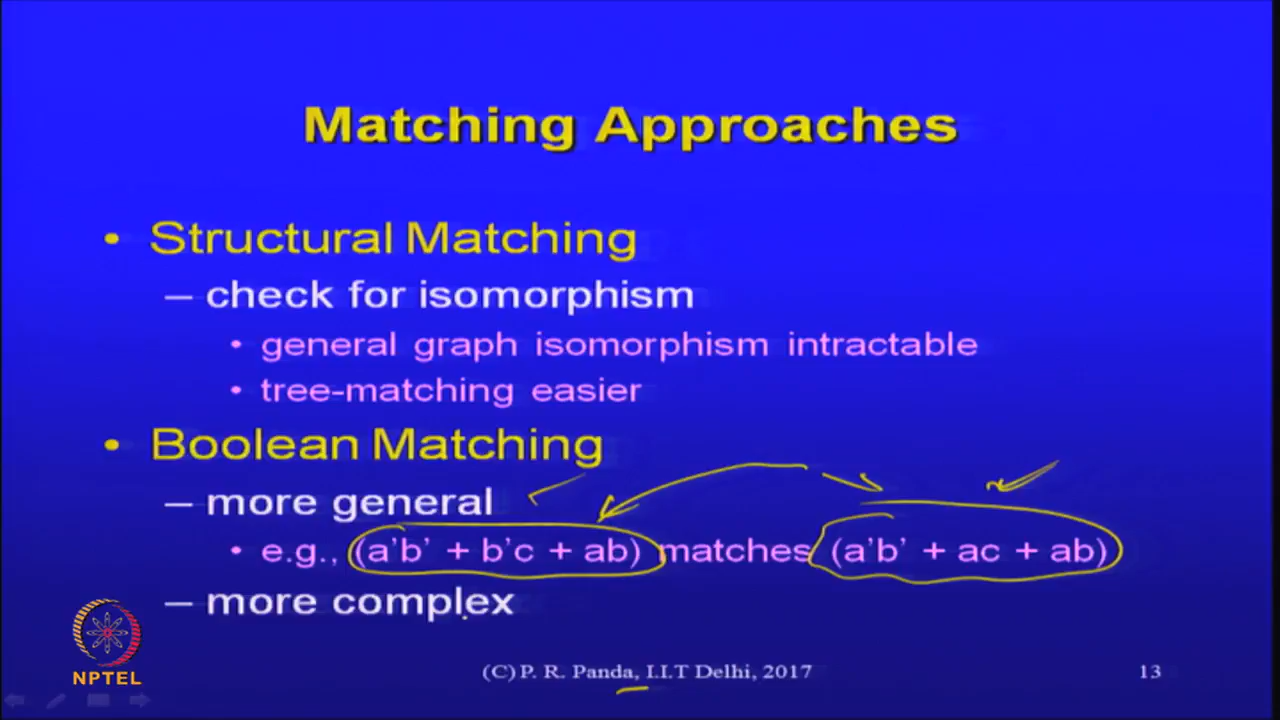 Matching Approaches
• Structural Matching
– check for isomorphism
• general graph isomorphism intractable
• tree-matching easier
• Boolean Matching
– more general
• e.g., (a’b’ + b’c + ab) matches (a’b’ + ac + ab)
– more complex
NPTEL
(C) P. R. Panda, I.I.T Delhi, 2017
13